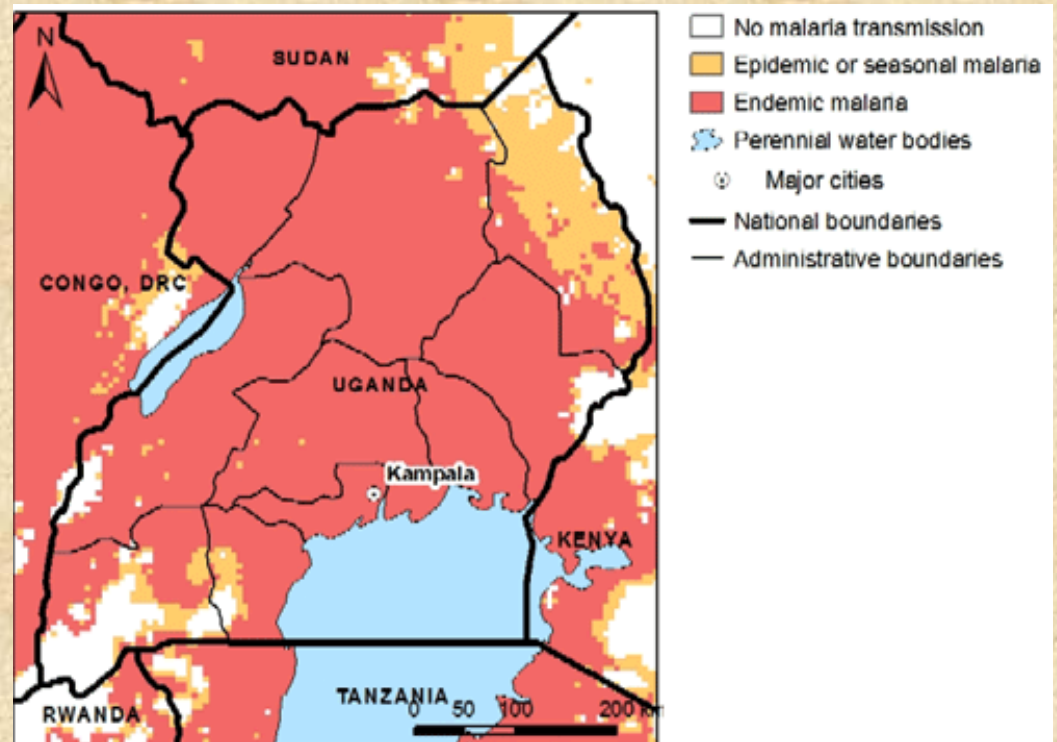 N
SUDAN
CONGO, DRC
UGANDA
Kampala
KENYA
RWANDA
TANZANIA
0 50 100 200 km
No malaria transmission
Epidemic or seasonal malaria
Endemic malaria
Perennial water bodies
Major cities
National boundaries
Administrative boundaries